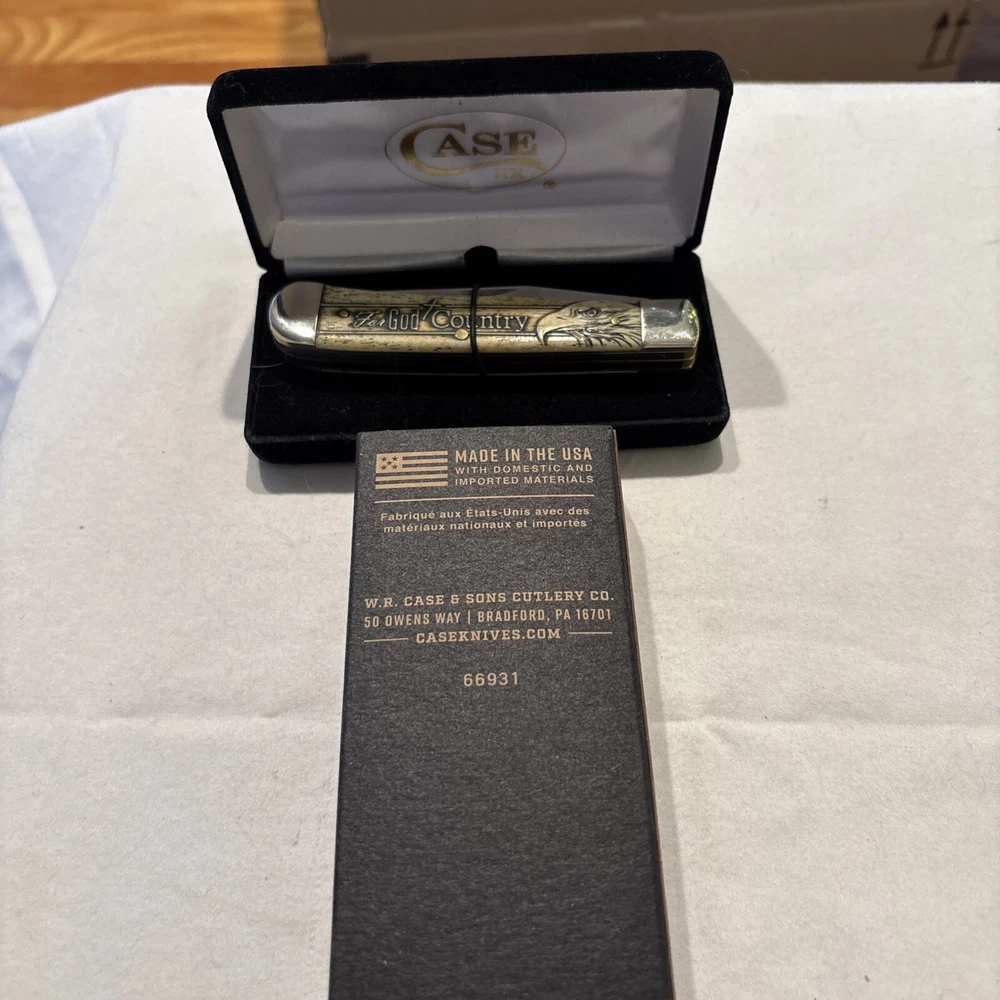 CASE
XX
®
For God & Country
MADE IN THE USA
WITH DOMESTIC AND
IMPORTED MATERIALS
Fabriqué aux États-Unis avec des
matériaux nationaux et importés
W.R. CASE & SONS CUTLERY CO.
50 OWENS WAY | BRADFORD, PA 16701
CASEKNIVES.COM
66931